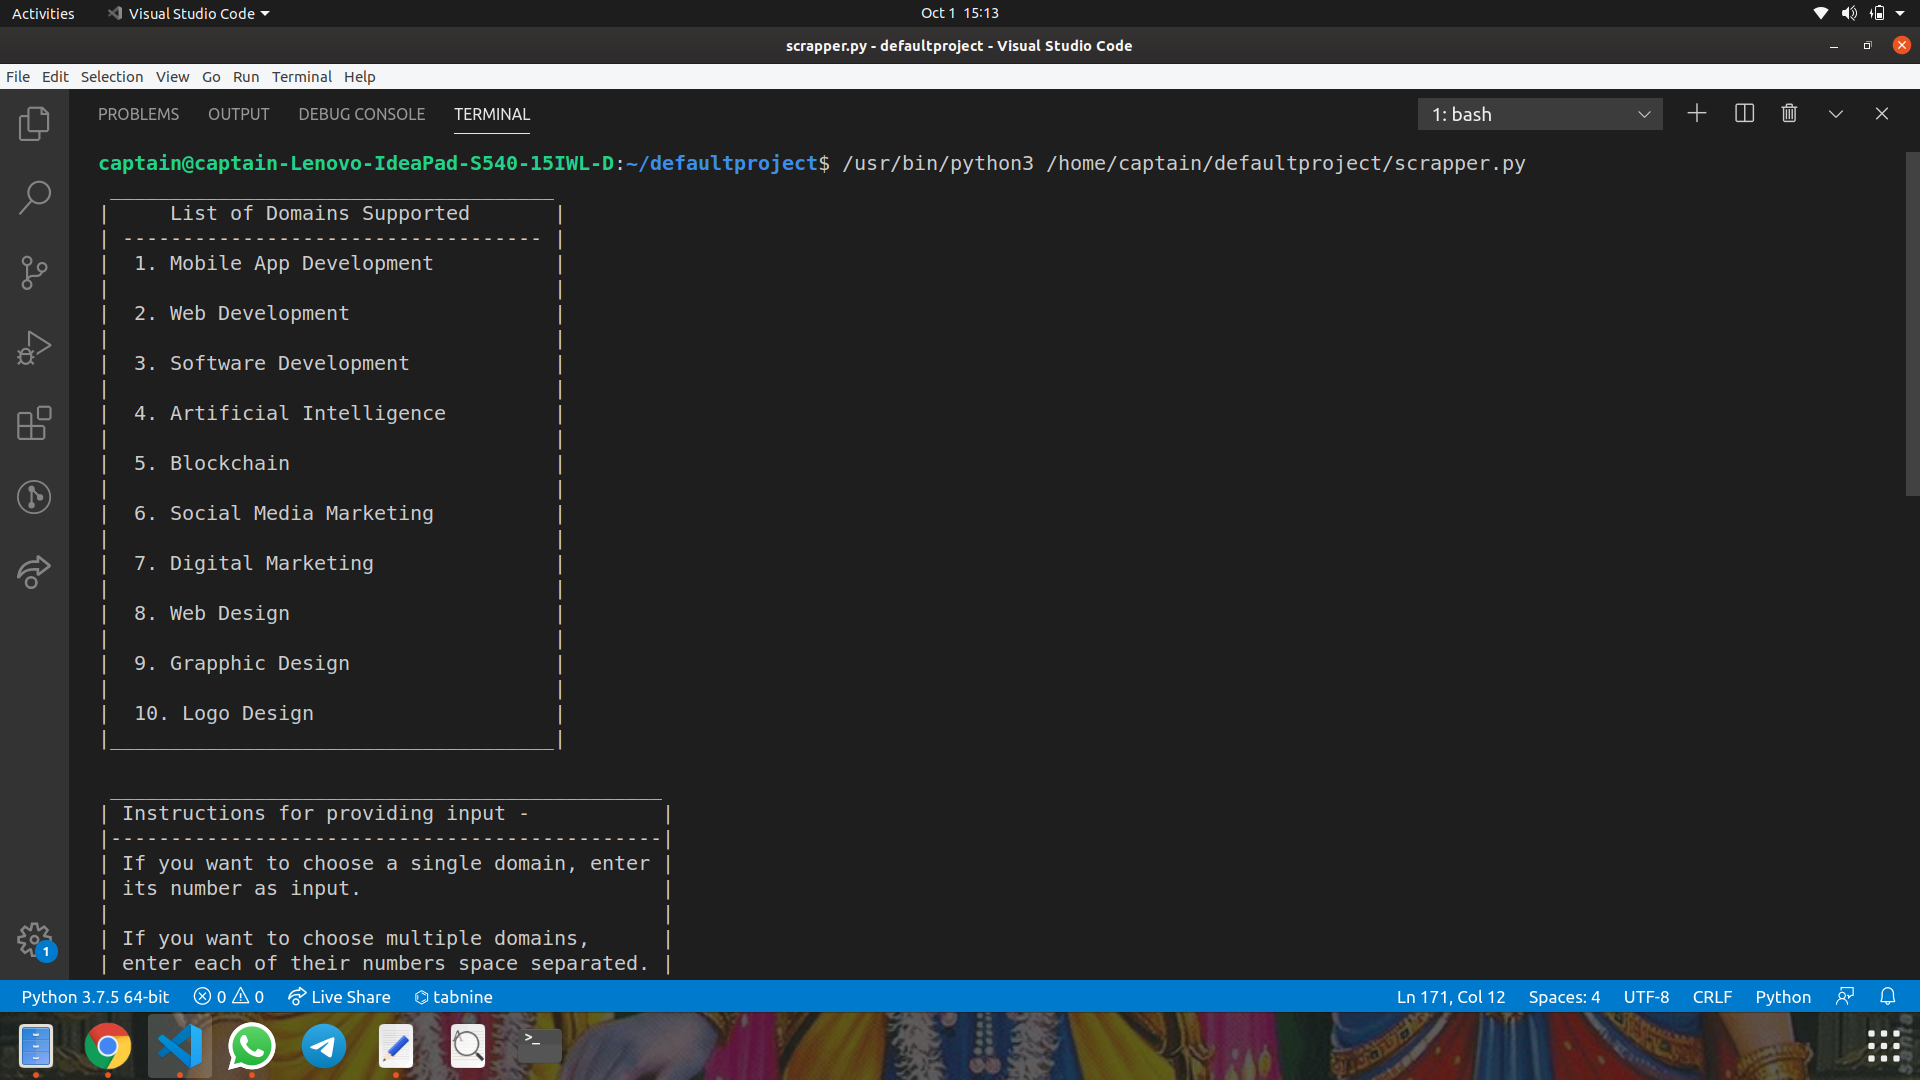 Activities Visual Studio Code Oct 1 15:13
scrapper.py - defaultproject - Visual Studio Code
File Edit Selection View Go Run Terminal Help
PROBLEMS OUTPUT DEBUG CONSOLE TERMINAL 1: bash
captain@captain-Lenovo-IdeaPad-S540-15IWL-D:~/defaultproject$ /usr/bin/python3 /home/captain/defaultproject/scrapper.py
List of Domains Supported
-----------------------------------
1. Mobile App Development
2. Web Development
3. Software Development
4. Artificial Intelligence
5. Blockchain
6. Social Media Marketing
7. Digital Marketing
8. Web Design
9. Grapphic Design
10. Logo Design
Instructions for providing input -
----------------------------------------------
If you want to choose a single domain, enter
its number as input.
If you want to choose multiple domains,
enter each of their numbers space separated.
1
Python 3.7.5 64-bit 0 0 Live Share tabnine Ln 171, Col 12 Spaces: 4 UTF-8 CRLF Python
>_